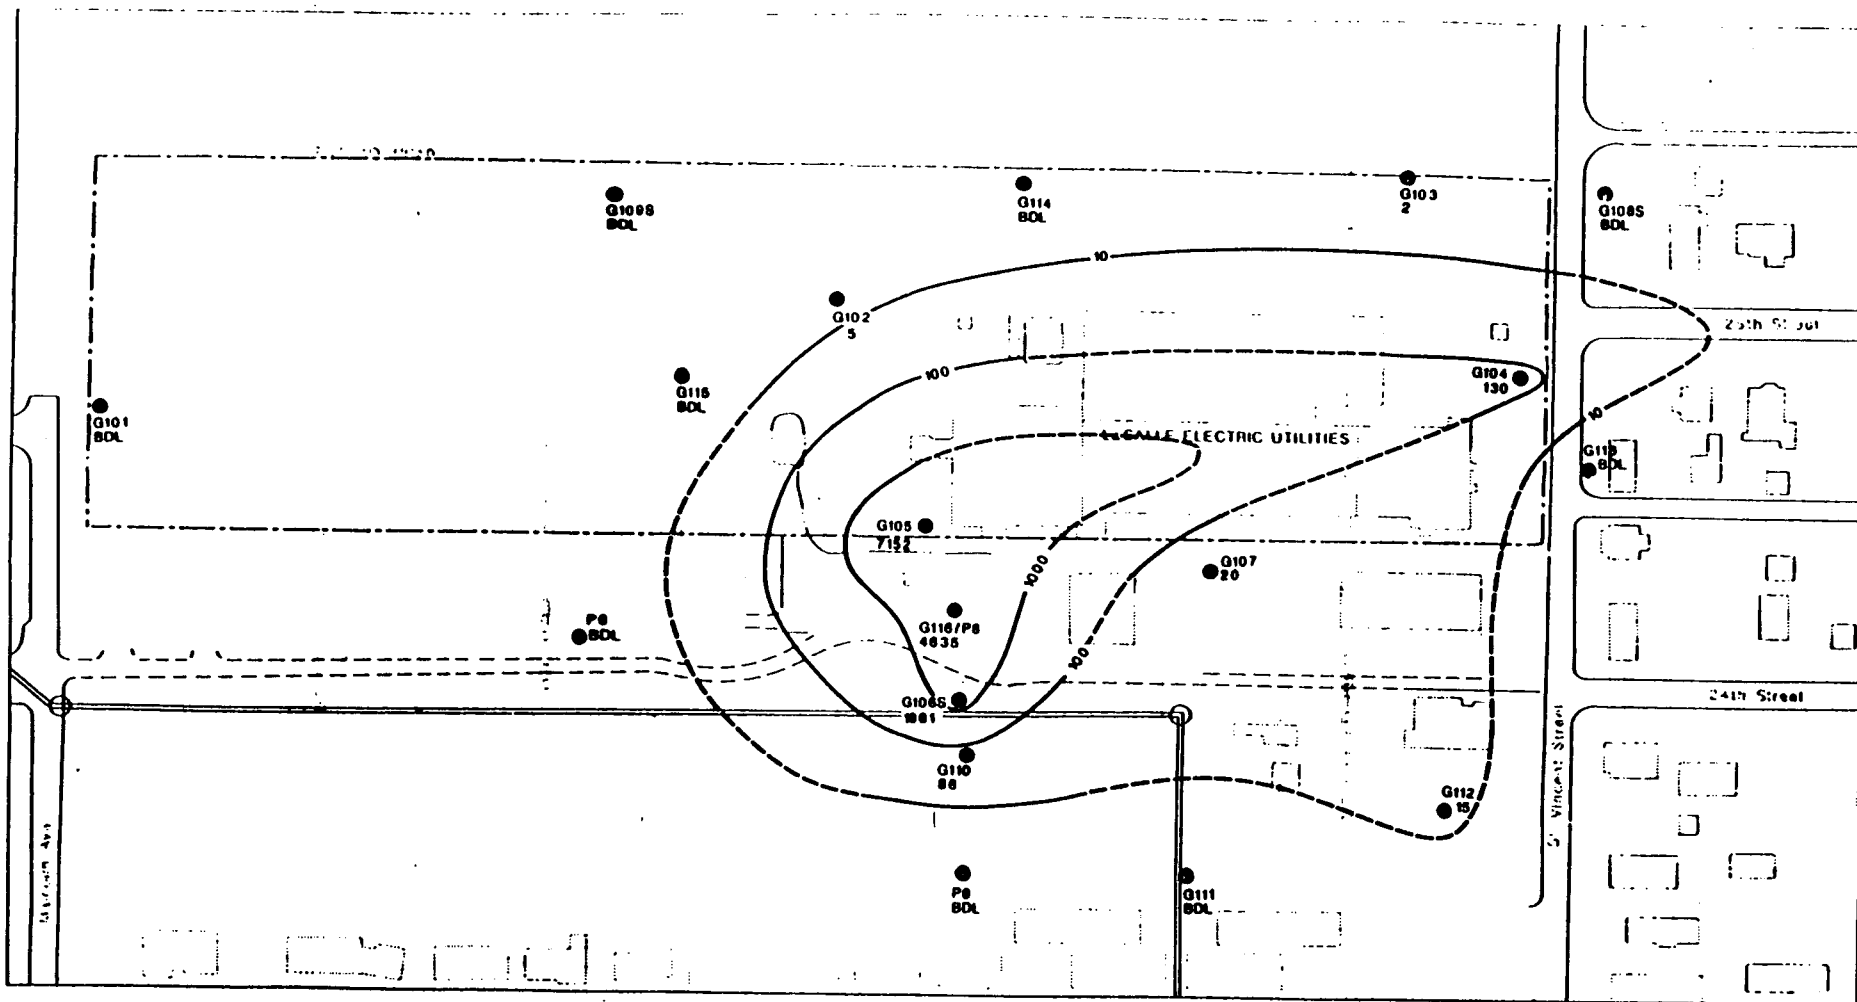 G109S
BDL
G114
BDL
G103
2
G108S
BDL
10
G102
5
25th Street
100
G104
130
G115
BDL
G101
BDL
10
LaSALLE ELECTRIC UTILITIES
G113
BDL
G105
7152
1000
G107
20
P6
BDL
G116/P8
4635
100
G106S
24th Street
G110
86
St Vincent Street
G112
15
P9
BDL
G111
BDL